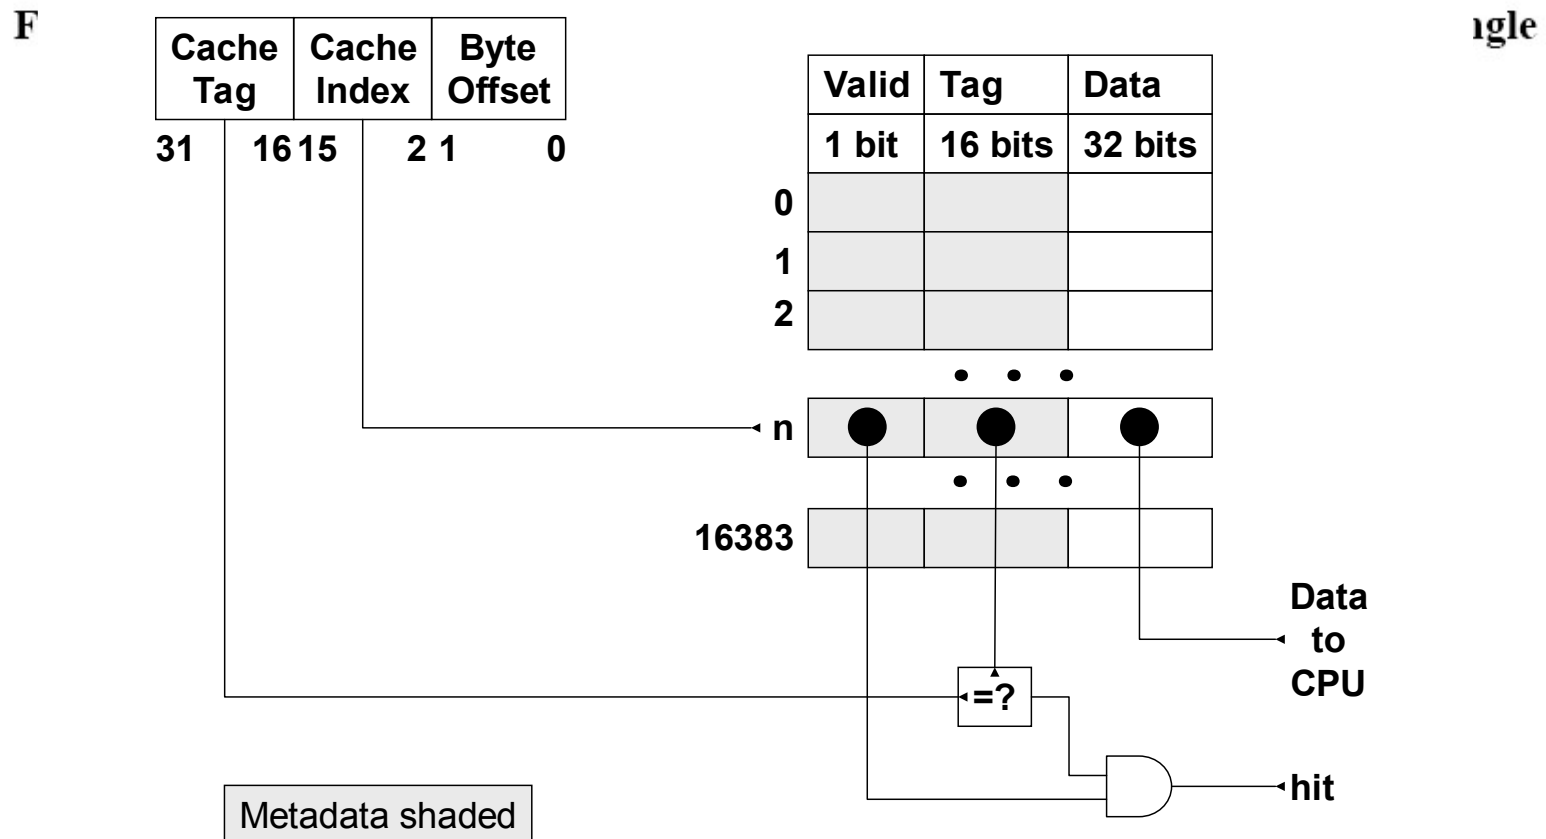 F
Cache Tag
Cache Index
Byte Offset
31 16 15 2 1 0
Valid Tag Data
1 bit 16 bits 32 bits
0
1
2
n
16383
Data
to
CPU
=?
hit
Metadata shaded